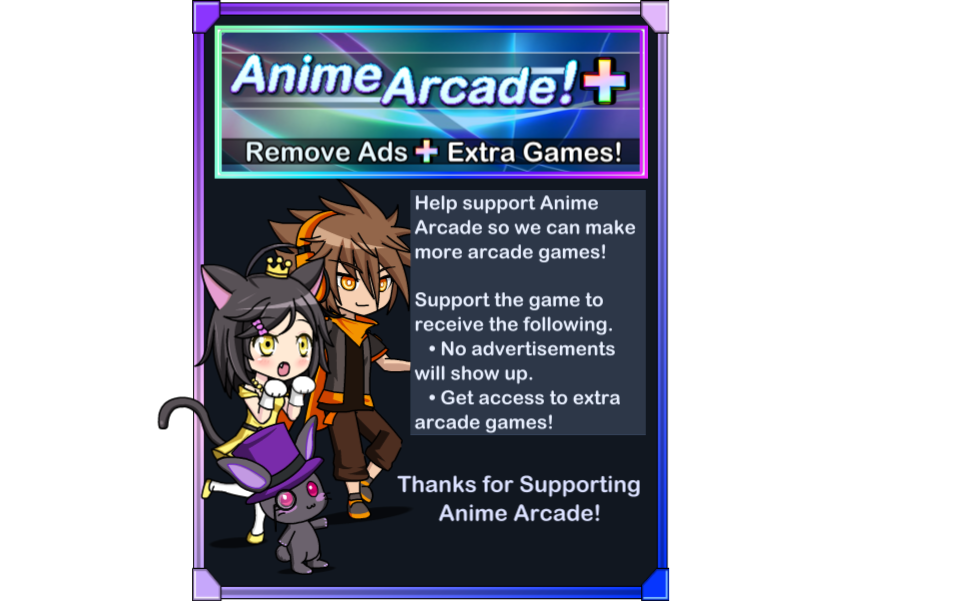 Anime Arcade!+
Remove Ads + Extra Games!
Help support Anime
Arcade so we can make
more arcade games!
Support the game to
receive the following.
• No advertisements
will show up.
• Get access to extra
arcade games!
Thanks for Supporting
Anime Arcade!